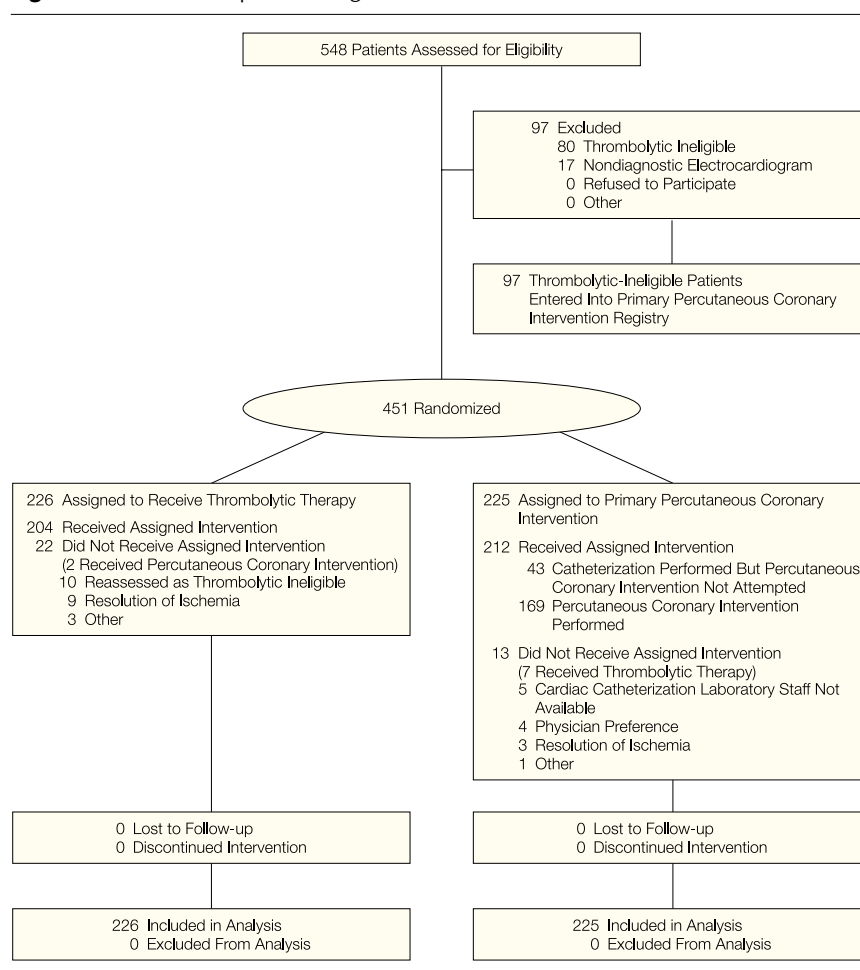 548 Patients Assessed for Eligibility
97 Excluded
80 Thrombolytic Ineligible
17 Nondiagnostic Electrocardiogram
0 Refused to Participate
0 Other
97 Thrombolytic-Ineligible Patients
Entered Into Primary Percutaneous Coronary
Intervention Registry
451 Randomized
226 Assigned to Receive Thrombolytic Therapy
204 Received Assigned Intervention
22 Did Not Receive Assigned Intervention
(2 Received Percutaneous Coronary Intervention)
10 Reassessed as Thrombolytic Ineligible
9 Resolution of Ischemia
3 Other
225 Assigned to Primary Percutaneous Coronary
Intervention
212 Received Assigned Intervention
43 Catheterization Performed But Percutaneous
Coronary Intervention Not Attempted
169 Percutaneous Coronary Intervention
Performed
13 Did Not Receive Assigned Intervention
(7 Received Thrombolytic Therapy)
5 Cardiac Catheterization Laboratory Staff Not
Available
4 Physician Preference
3 Resolution of Ischemia
1 Other
0 Lost to Follow-up
0 Discontinued Intervention
0 Lost to Follow-up
0 Discontinued Intervention
226 Included in Analysis
0 Excluded From Analysis
225 Included in Analysis
0 Excluded From Analysis